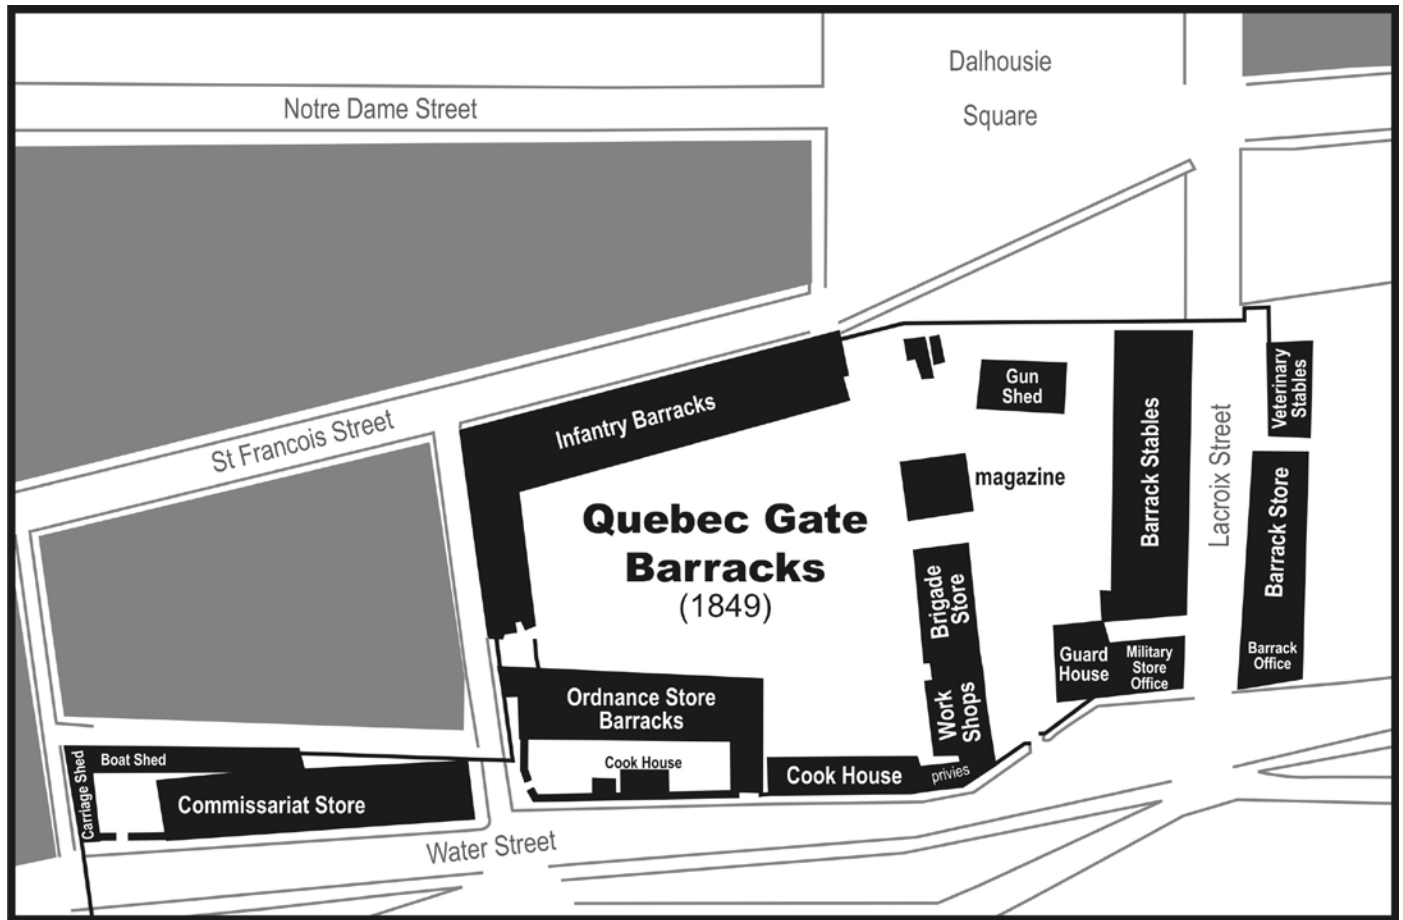 Dalhousie
Square
Notre Dame Street
St Francois Street
Infantry Barracks
Gun
Shed
magazine
Barrack Stables
Lacroix Street
Veterinary
Stables
Barrack Store
Barrack
Office
Quebec Gate
Barracks
(1849)
Brigade
Store
Work
Shops
Guard
House
Military
Store
Office
Ordnance Store
Barracks
Cook House
Cook House
privies
Boat Shed
Carriage Shed
Commissariat Store
Water Street